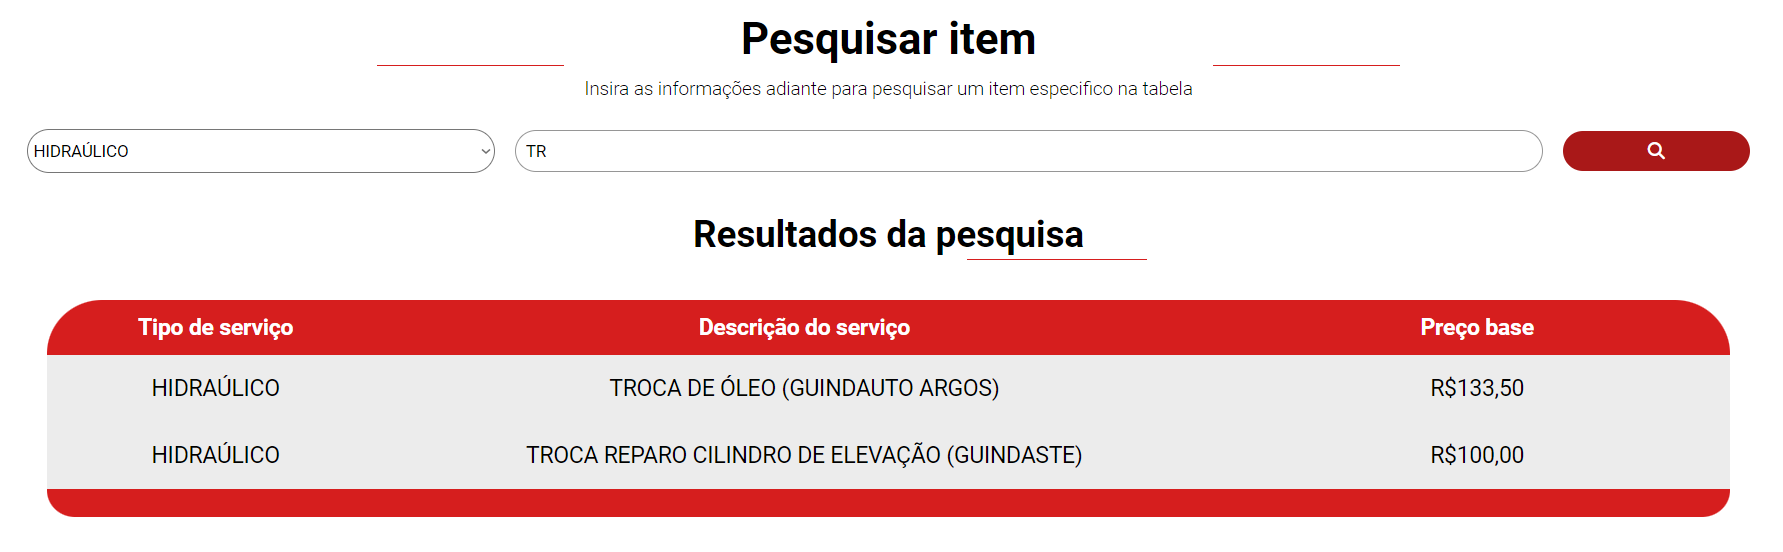 Pesquisar item
Insira as informações adiante para pesquisar um item especifico na tabela
HIDRAÚLICO TR
Resultados da pesquisa
Tipo de serviço Descrição do serviço Preço base
HIDRAÚLICO TROCA DE ÓLEO (GUINDAUTO ARGOS) R$133,50
HIDRAÚLICO TROCA REPARO CILINDRO DE ELEVAÇÃO (GUINDASTE) R$100,00